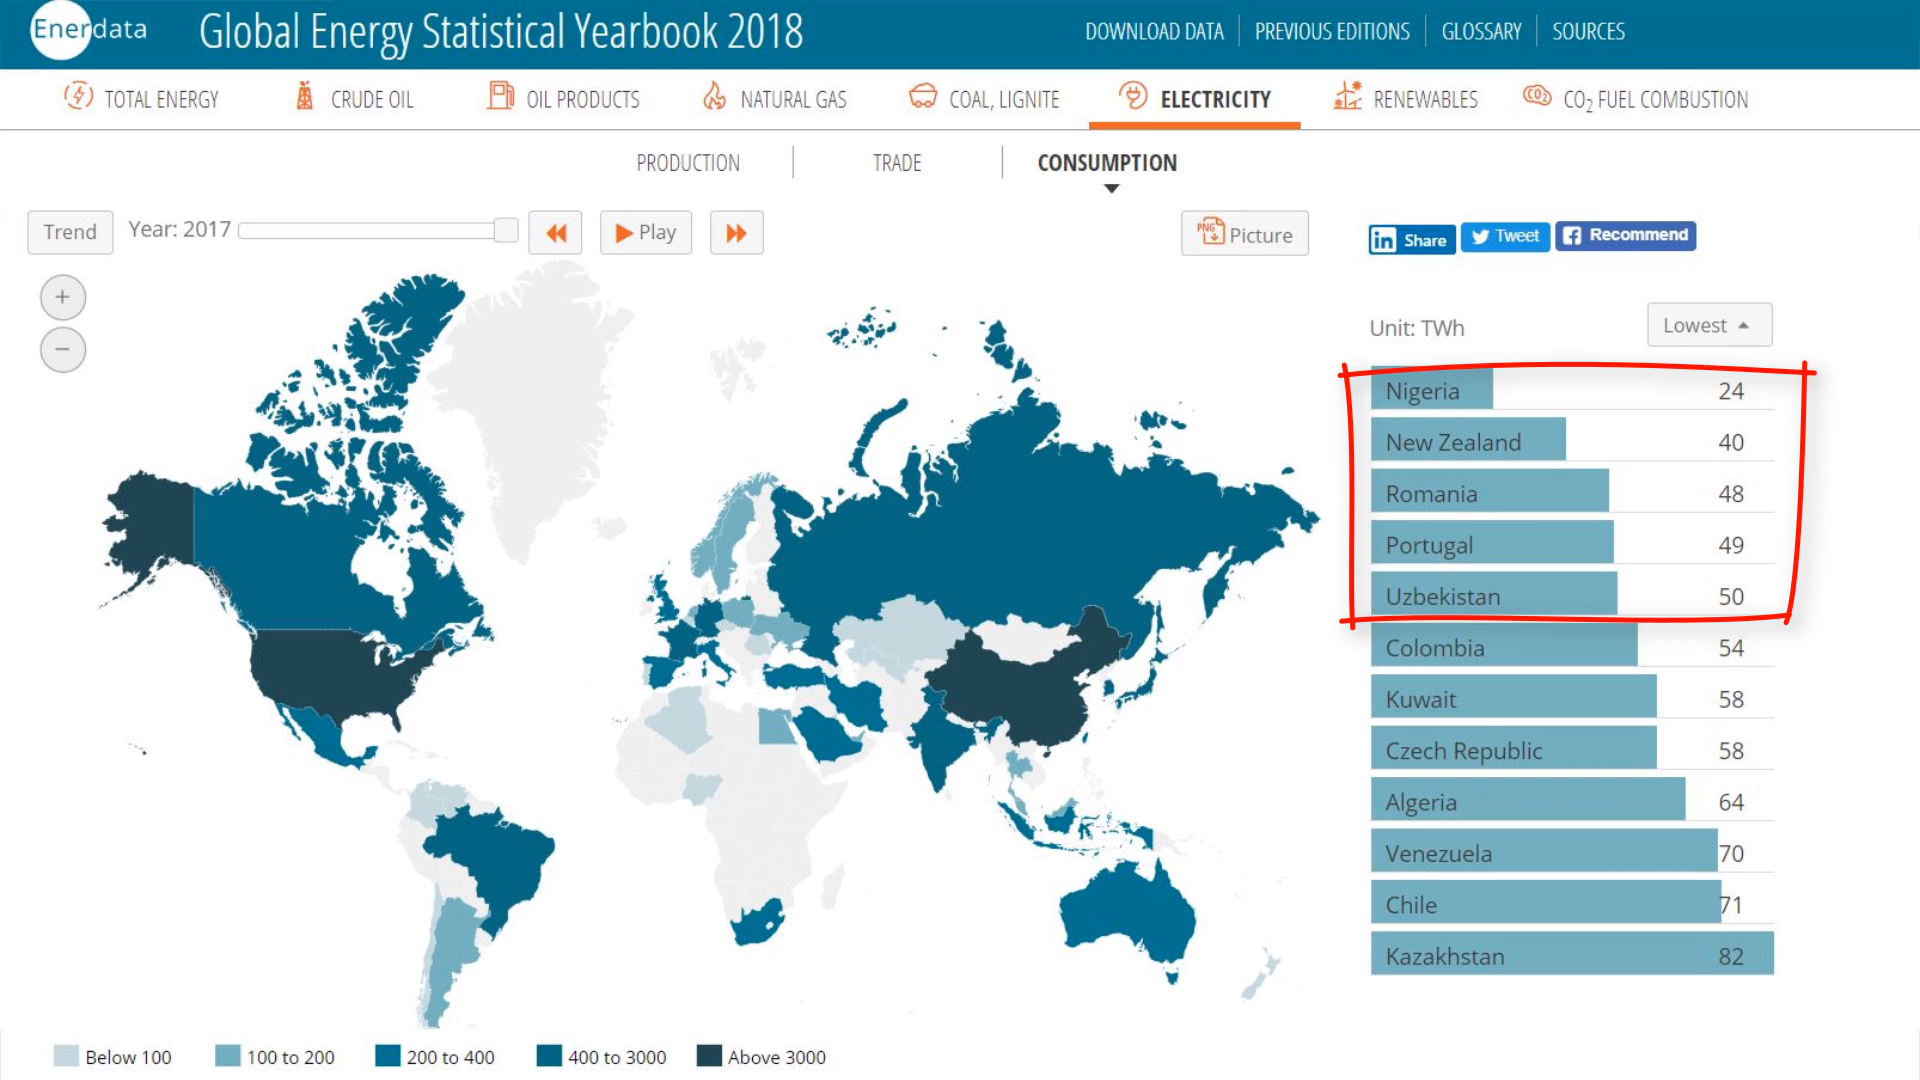 Enerdata
Global Energy Statistical Yearbook 2018
DOWNLOAD DATA
PREVIOUS EDITIONS
GLOSSARY
SOURCES
TOTAL ENERGY
CRUDE OIL
OIL PRODUCTS
NATURAL GAS
COAL, LIGNITE
ELECTRICITY
RENEWABLES
CO2
CO2 FUEL COMBUSTION
PRODUCTION
TRADE
CONSUMPTION
Trend
Year: 2017
Play
PNG
Picture
in Share
Tweet
f Recommend
+
−
Unit: TWh
Lowest
Nigeria 24
New Zealand 40
Romania 48
Portugal 49
Uzbekistan 50
Colombia 54
Kuwait 58
Czech Republic 58
Algeria 64
Venezuela 70
Chile 71
Kazakhstan 82
Below 100
100 to 200
200 to 400
400 to 3000
Above 3000